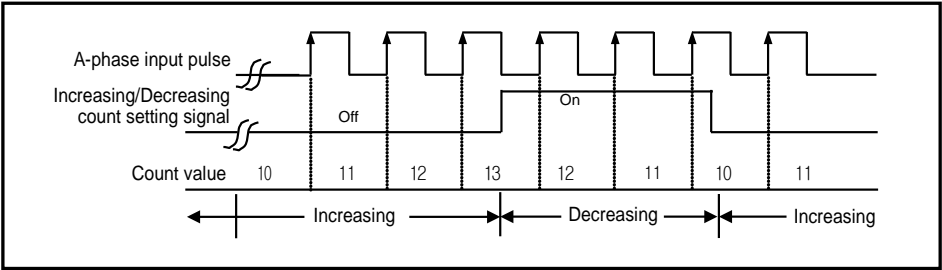 A-phase input pulse
Increasing/Decreasing
count setting signal
Off
On
Count value 10 11 12 13 12 11 10 11
Increasing Decreasing Increasing